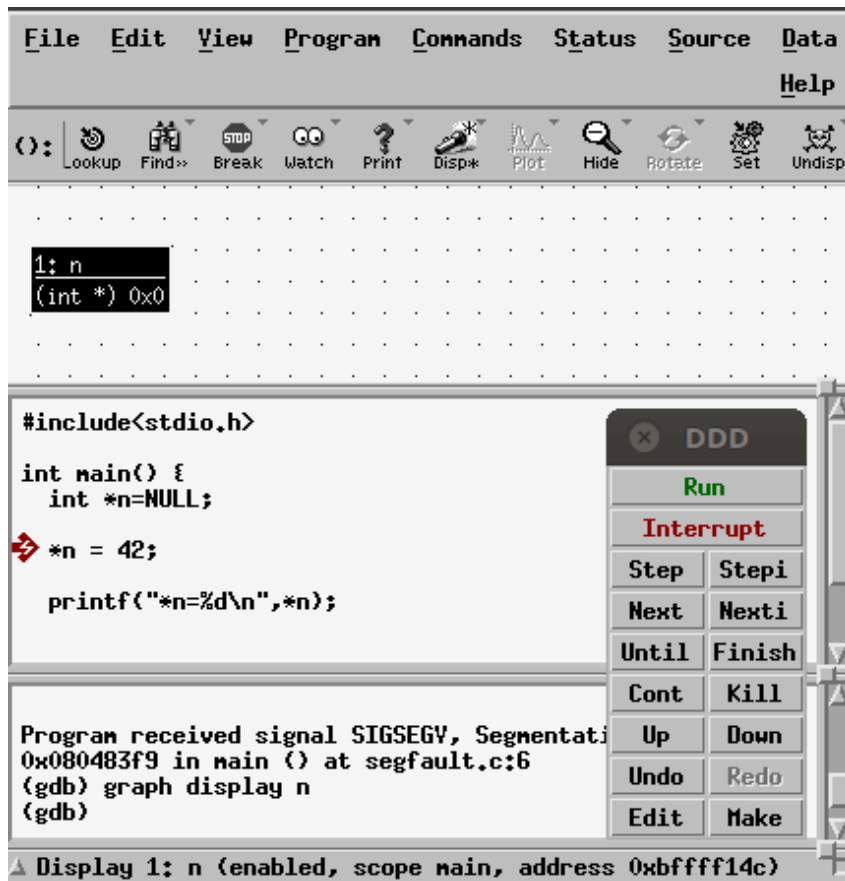 File Edit View Program Commands Status Source Data
Help
(): Lookup Find» Break Watch Print Disp* Plot Hide Rotate Set Undisp
STOP
1: n
(int *) 0x0
#include<stdio.h>
int main() {
int *n=NULL;
*n = 42;
printf("*n=%d\n",*n);
DDD
Run
Interrupt
Step Stepi
Next Nexti
Until Finish
Cont Kill
Up Down
Undo Redo
Edit Make
Program received signal SIGSEGV, Segmentati
0x080483f9 in main () at segfault.c:6
(gdb) graph display n
(gdb)
Display 1: n (enabled, scope main, address 0xbffff14c)